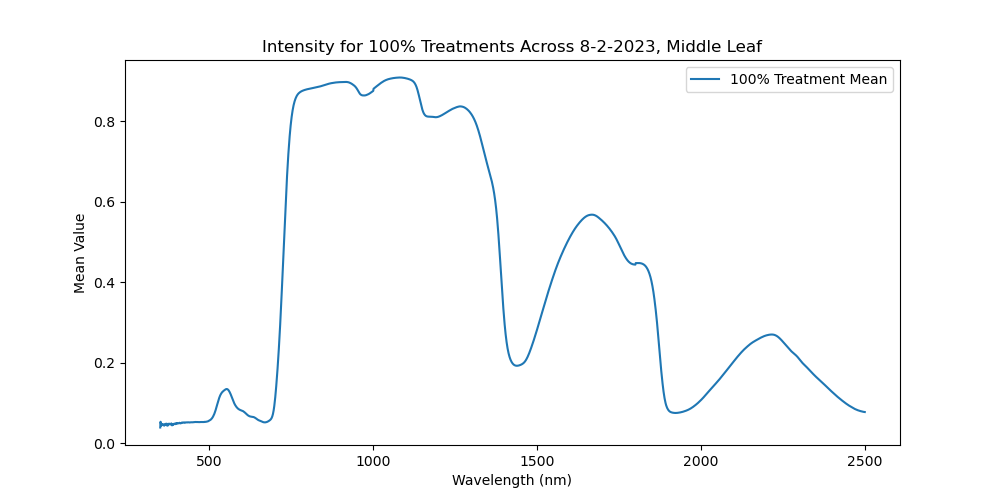 Intensity for 100% Treatments Across 8-2-2023, Middle Leaf
100% Treatment Mean
Mean Value
0.8
0.6
0.4
0.2
0.0
500
1000
1500
2000
2500
Wavelength (nm)